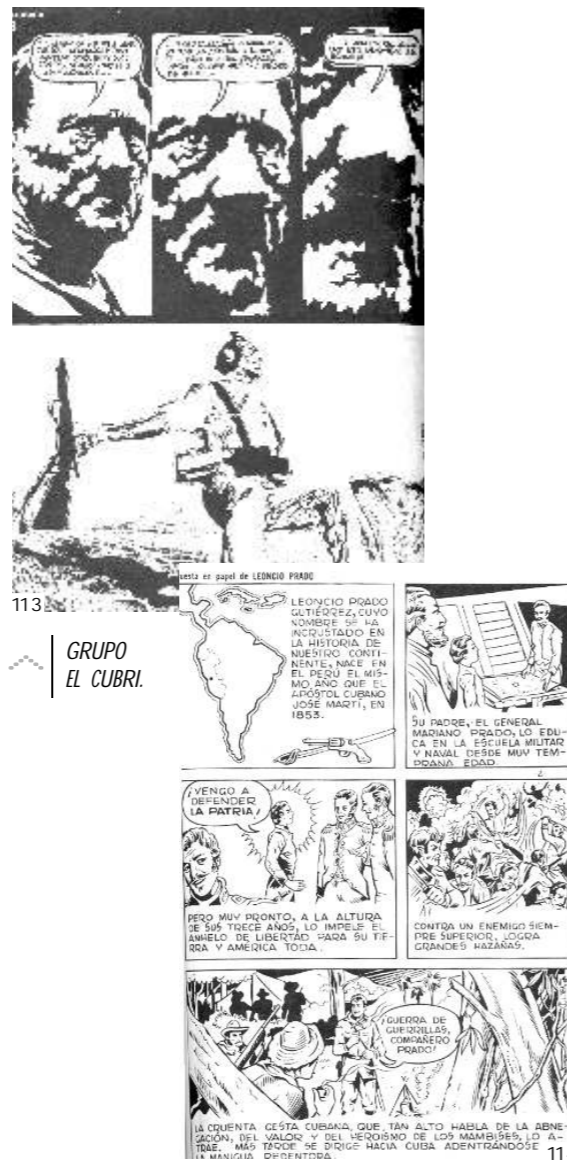 113
GRUPO
EL CUBRI.
uesta en papel de LEONCIO PRADO
LEONCIO PRADO
GUTIÉRREZ, CUYO
NOMBRE SE HA
INCRUSTADO EN
LA HISTORIA DE
NUESTRO CONTI-
NENTE, NACE EN
EL PERÚ EL MIS-
MO AÑO QUE EL
APÓSTOL CUBANO
JOSÉ MARTÍ, EN
1853.
SU PADRE, EL GENERAL
MARIANO PRADO, LO EDU-
CA EN LA ESCUELA MILITAR
Y NAVAL DESDE MUY TEM-
PRANA EDAD.
¡VENGO A
DEFENDER
LA PATRIA!
PERO MUY PRONTO, A LA ALTURA
DE SUS TRECE AÑOS, LO IMPELE EL
ANHELO DE LIBERTAD PARA SU TIE-
RRA Y AMÉRICA TODA.
CONTRA UN ENEMIGO SIEM-
PRE SUPERIOR, LOGRA
GRANDES HAZAÑAS.
¡GUERRA DE
GUERRILLAS,
COMPAÑERO
PRADO!
LA CRUENTA GESTA CUBANA, QUE, TAN ALTO HABLA DE LA ABNE-
GACIÓN, DEL VALOR Y DEL HEROÍSMO DE LOS MAMBISES, LO A-
TRAE. MÁS TARDE SE DIRIGE HACIA CUBA ADENTRÁNDOSE
LA MANIGUA REDENTORA.
11